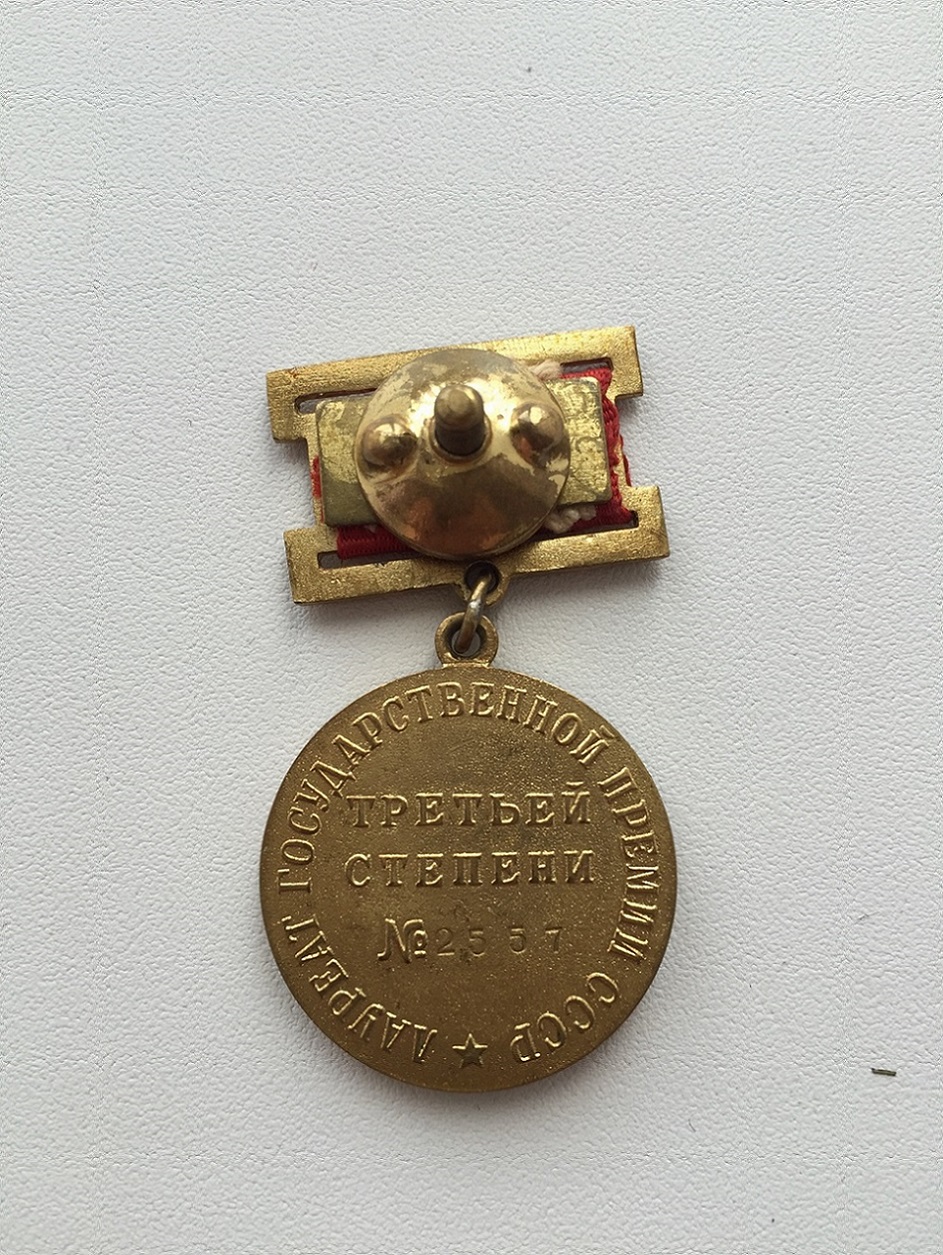 ЛАУРЕАТ ГОСУДАРСТВЕННОЙ ПРЕМИИ СССР
ТРЕТЬЕЙ
СТЕПЕНИ
№2557